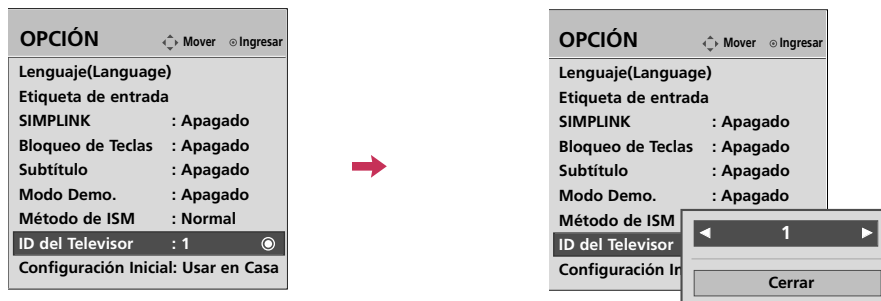 OPCIÓN Mover Ingresar
Lenguaje(Language)
Etiqueta de entrada
SIMPLINK : Apagado
Bloqueo de Teclas : Apagado
Subtítulo : Apagado
Modo Demo. : Apagado
Método de ISM : Normal
ID del Televisor : 1
Configuración Inicial: Usar en Casa
OPCIÓN Mover Ingresar
Lenguaje(Language)
Etiqueta de entrada
SIMPLINK : Apagado
Bloqueo de Teclas : Apagado
Subtítulo : Apagado
Modo Demo. : Apagado
Método de ISM
ID del Televisor
Configuración In
1
Cerrar